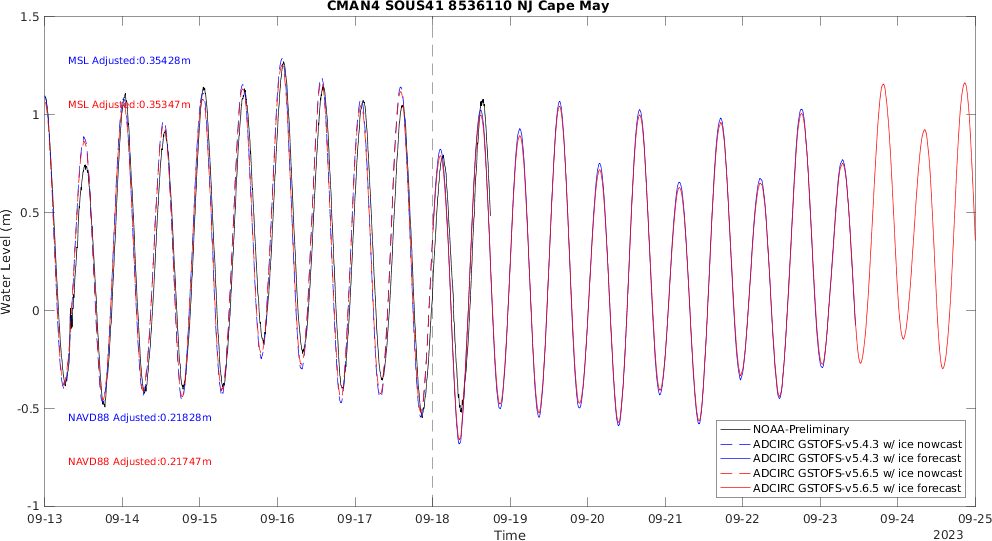 CMAN4 SOUS41 8536110 NJ Cape May
1.5
1
0.5
0
-0.5
-1
Water Level (m)
MSL Adjusted:0.35428m
MSL Adjusted:0.35347m
NAVD88 Adjusted:0.21828m
NAVD88 Adjusted:0.21747m
NOAA-Preliminary
ADCIRC GSTOFS-v5.4.3 w/ ice nowcast
ADCIRC GSTOFS-v5.4.3 w/ ice forecast
ADCIRC GSTOFS-v5.6.5 w/ ice nowcast
ADCIRC GSTOFS-v5.6.5 w/ ice forecast
09-13 09-14 09-15 09-16 09-17 09-18 09-19 09-20 09-21 09-22 09-23 09-24 09-25
Time
2023